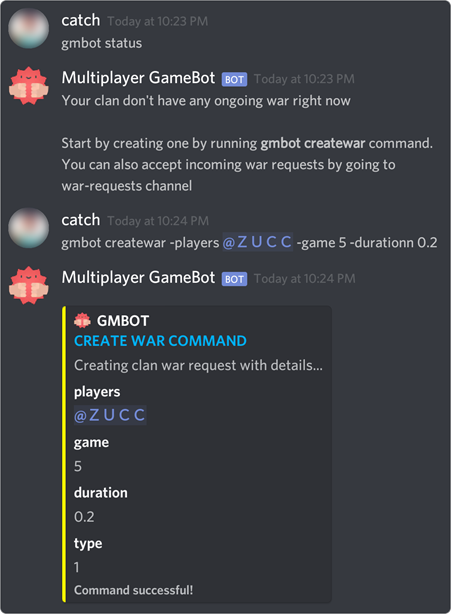 catch Today at 10:23 PM
gmbot status
Multiplayer GameBot BOT Today at 10:23 PM
Your clan don't have any ongoing war right now
Start by creating one by running gmbot createwar command.
You can also accept incoming war requests by going to
war-requests channel
catch Today at 10:24 PM
gmbot createwar -players @Z U C C -game 5 -durationn 0.2
Multiplayer GameBot BOT Today at 10:24 PM
GMBOT
CREATE WAR COMMAND
Creating clan war request with details...
players
@Z U C C
game
5
duration
0.2
type
1
Command successful!